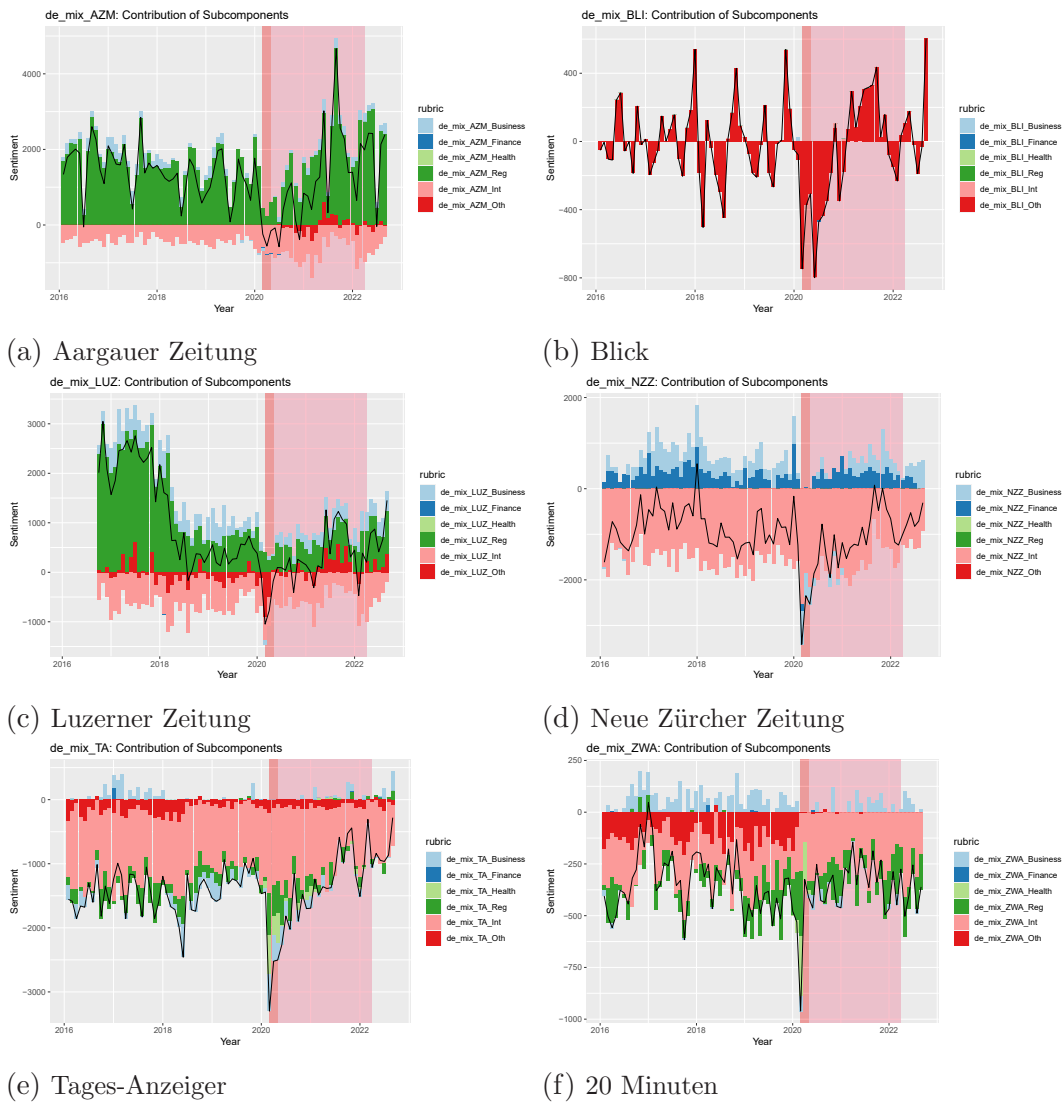 de_mix_AZM: Contribution of Subcomponents
4000
2000
0
Sentiment
2016
2018
2020
2022
Year
rubric
de_mix_AZM_Business
de_mix_AZM_Finance
de_mix_AZM_Health
de_mix_AZM_Reg
de_mix_AZM_Int
de_mix_AZM_Oth
(a) Aargauer Zeitung
de_mix_BLI: Contribution of Subcomponents
400
0
−400
−800
Sentiment
2016
2018
2020
2022
Year
rubric
de_mix_BLI_Business
de_mix_BLI_Finance
de_mix_BLI_Health
de_mix_BLI_Reg
de_mix_BLI_Int
de_mix_BLI_Oth
(b) Blick
de_mix_LUZ: Contribution of Subcomponents
3000
2000
1000
0
−1000
Sentiment
2016
2018
2020
2022
Year
rubric
de_mix_LUZ_Business
de_mix_LUZ_Finance
de_mix_LUZ_Health
de_mix_LUZ_Reg
de_mix_LUZ_Int
de_mix_LUZ_Oth
(c) Luzerner Zeitung
de_mix_NZZ: Contribution of Subcomponents
2000
0
−2000
Sentiment
2016
2018
2020
2022
Year
rubric
de_mix_NZZ_Business
de_mix_NZZ_Finance
de_mix_NZZ_Health
de_mix_NZZ_Reg
de_mix_NZZ_Int
de_mix_NZZ_Oth
(d) Neue Zürcher Zeitung
de_mix_TA: Contribution of Subcomponents
0
−1000
−2000
−3000
Sentiment
2016
2018
2020
2022
Year
rubric
de_mix_TA_Business
de_mix_TA_Finance
de_mix_TA_Health
de_mix_TA_Reg
de_mix_TA_Int
de_mix_TA_Oth
(e) Tages-Anzeiger
de_mix_ZWA: Contribution of Subcomponents
250
0
−250
−500
−750
−1000
Sentiment
2016
2018
2020
2022
Year
rubric
de_mix_ZWA_Business
de_mix_ZWA_Finance
de_mix_ZWA_Health
de_mix_ZWA_Reg
de_mix_ZWA_Int
de_mix_ZWA_Oth
(f) 20 Minuten